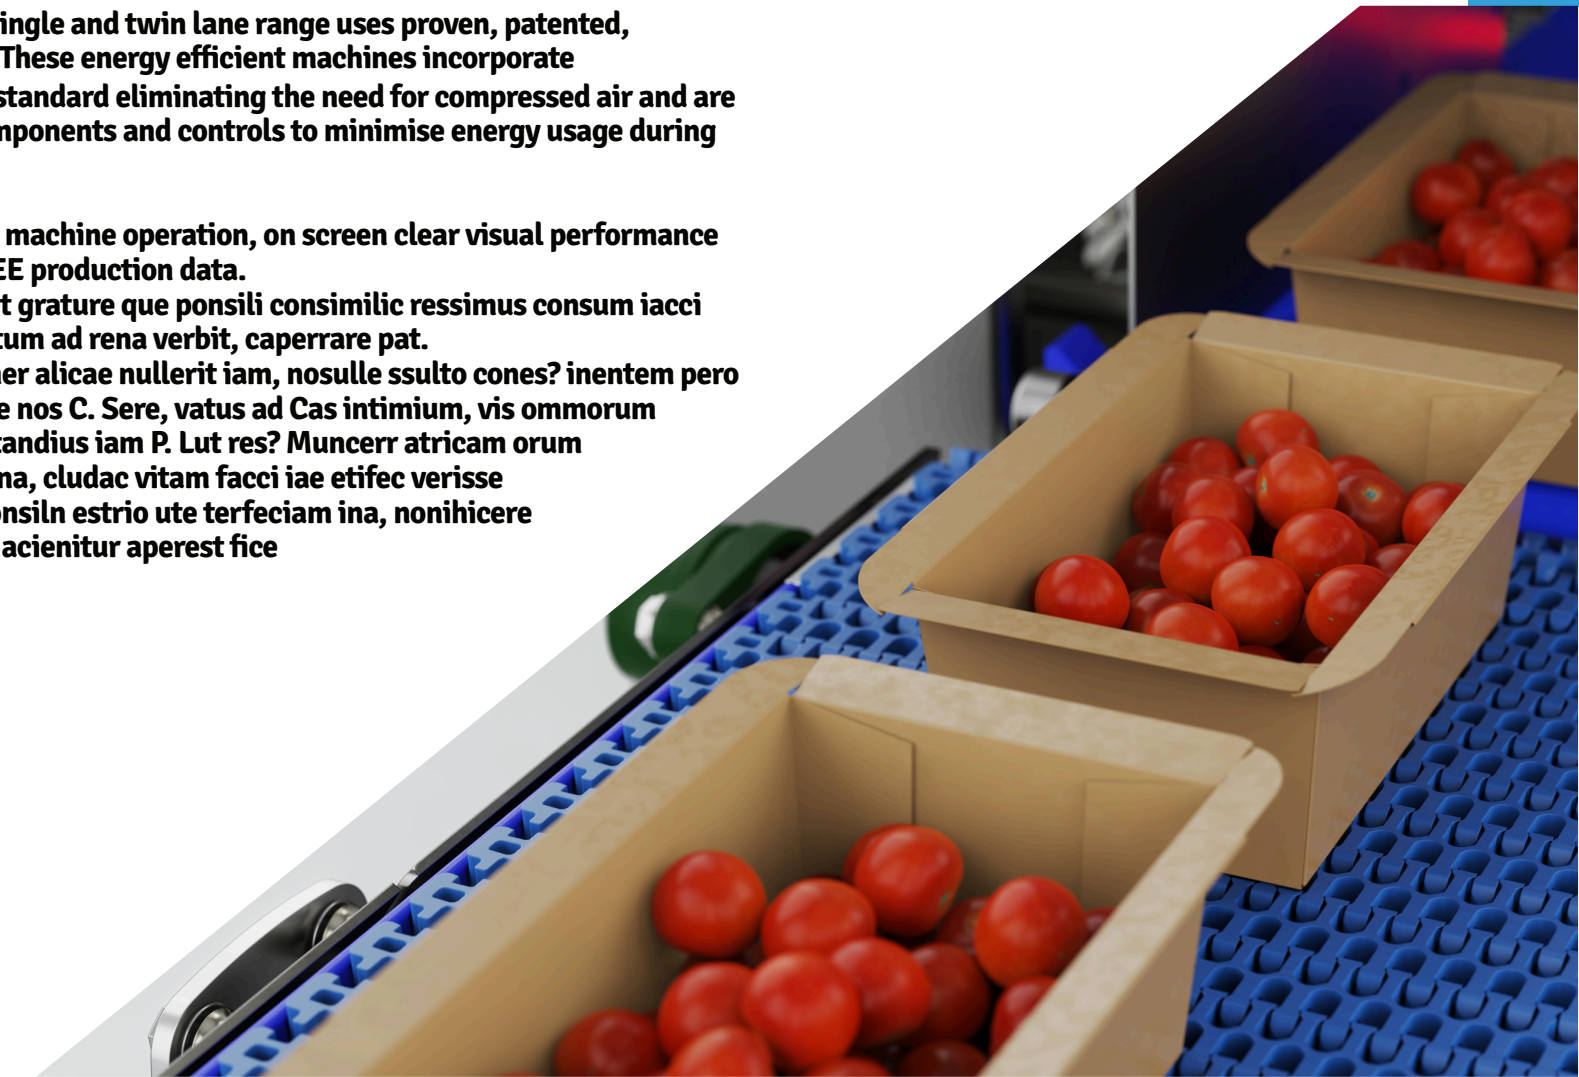 ingle and twin lane range uses proven, patented,
These energy efficient machines incorporate
standard eliminating the need for compressed air and are
mponents and controls to minimise energy usage during
machine operation, on screen clear visual performance
EE production data.
t grature que ponsili consimilic ressimus consum iacci
tum ad rena verbit, caperrare pat.
er alicae nullerit iam, nosulle ssulto cones? inentem pero
e nos C. Sere, vatus ad Cas intimium, vis ommorum
tandius iam P. Lut res? Muncerr atricam orum
na, cludac vitam facci iae etifec verisse
onsiln estrio ute terfeciam ina, nonihicere
acienitur aperest fice